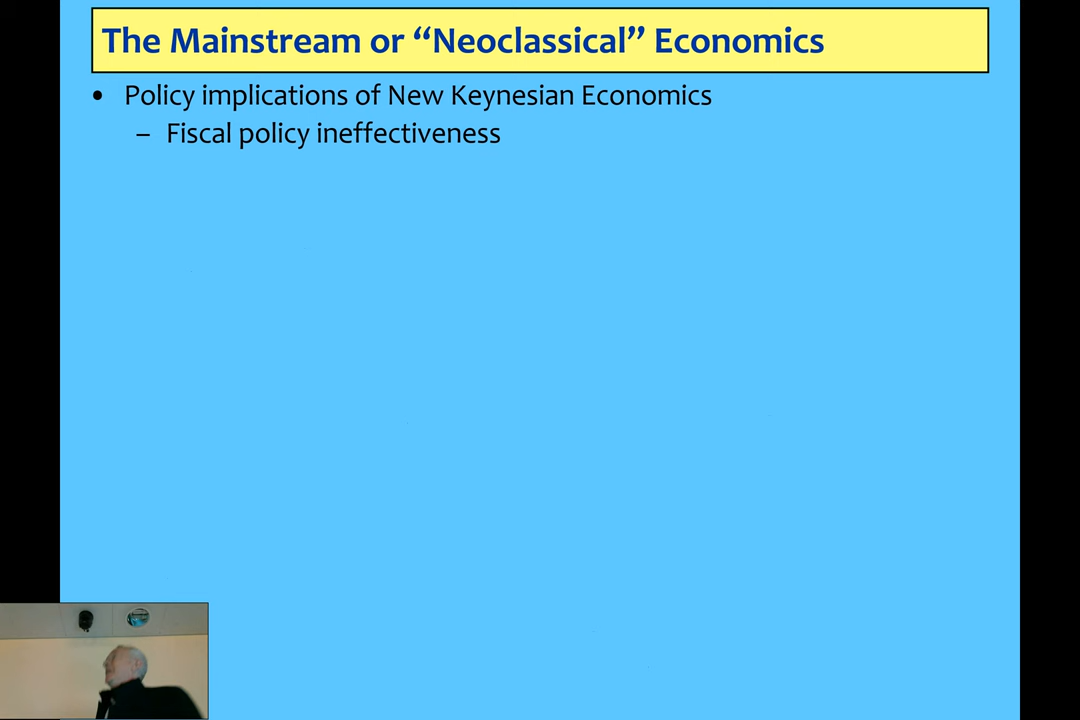 The Mainstream or “Neoclassical” Economics
• Policy implications of New Keynesian Economics
– Fiscal policy ineffectiveness